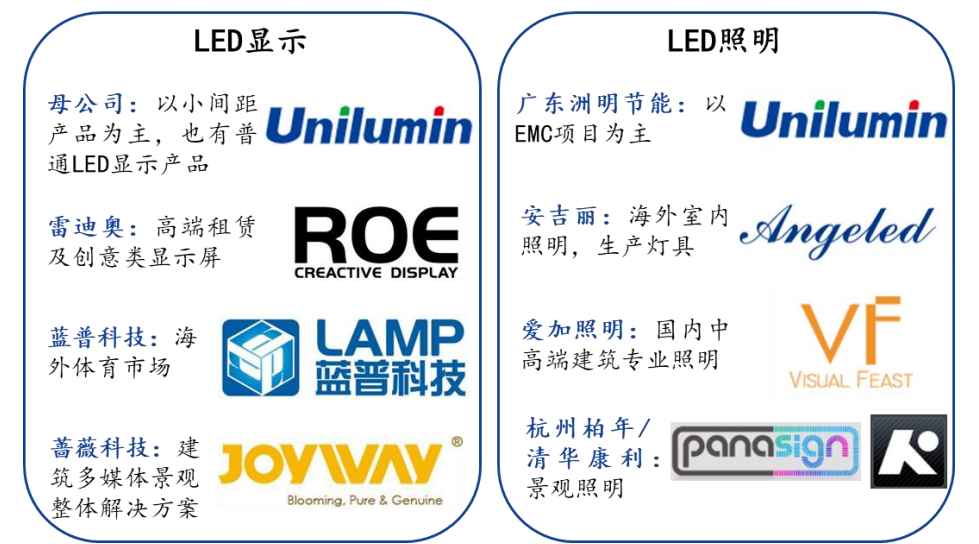 LED显示
母公司：以小间距
产品为主，也有普
通LED显示产品
Unilumin
雷迪奥：高端租赁
及创意类显示屏
ROE
CREACTIVE DISPLAY
蓝普科技：海
外体育市场
LAMP
蓝普科技
蔷薇科技：建
筑多媒体景观
整体解决方案
JOYWAY®
Blooming, Pure & Genuine
LED照明
广东洲明节能：以
EMC项目为主
Unilumin
安吉丽：海外室内
照明，生产灯具
Angeled
爱加照明：国内中
高端建筑专业照明
VF
VISUAL FEAST
杭州柏年/
清华康利：
景观照明
panasign